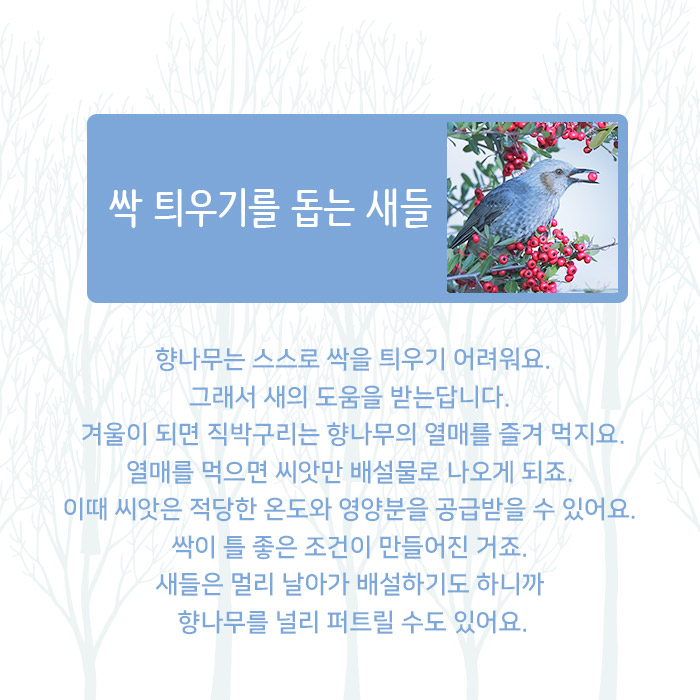 싹 틔우기를 돕는 새들
향나무는 스스로 싹을 틔우기 어려워요.
그래서 새의 도움을 받는답니다.
겨울이 되면 직박구리는 향나무의 열매를 즐겨 먹지요.
열매를 먹으면 씨앗만 배설물로 나오게 되죠.
이때 씨앗은 적당한 온도와 영양분을 공급받을 수 있어요.
싹이 틀 좋은 조건이 만들어진 거죠.
새들은 멀리 날아가 배설하기도 하니까
향나무를 널리 퍼트릴 수도 있어요.